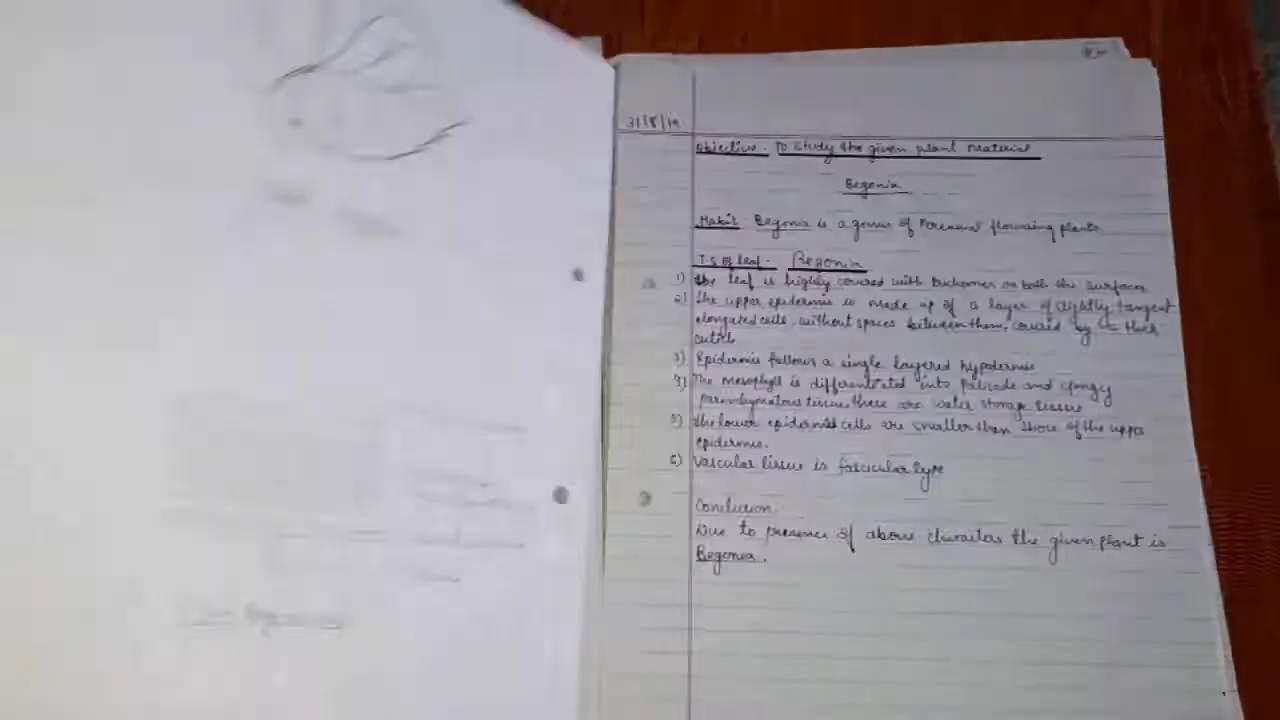 31/8/19
Objective - To study the given plant material
Begonia
Habit - Begonia is a genus of Perennial flowering plants
T.S of leaf - Begonia
1) the leaf is highly covered with trichomes on both the surfaces
2) The upper epidermis is made up of a layer of slightly tangent
elongated cells, without spaces between them, covered by a thick
cuticle
3) Epidermis follows a single layered hypodermis
4) The mesophyll is differentiated into palisade and spongy
parenchymatous tissue, these are water storage tissue
5) The lower epidermis cells are smaller than those of the upper
epidermis.
6) Vascular tissue is fascicular type
Conclusion
Due to presence of above character the given plant is
Begonia.